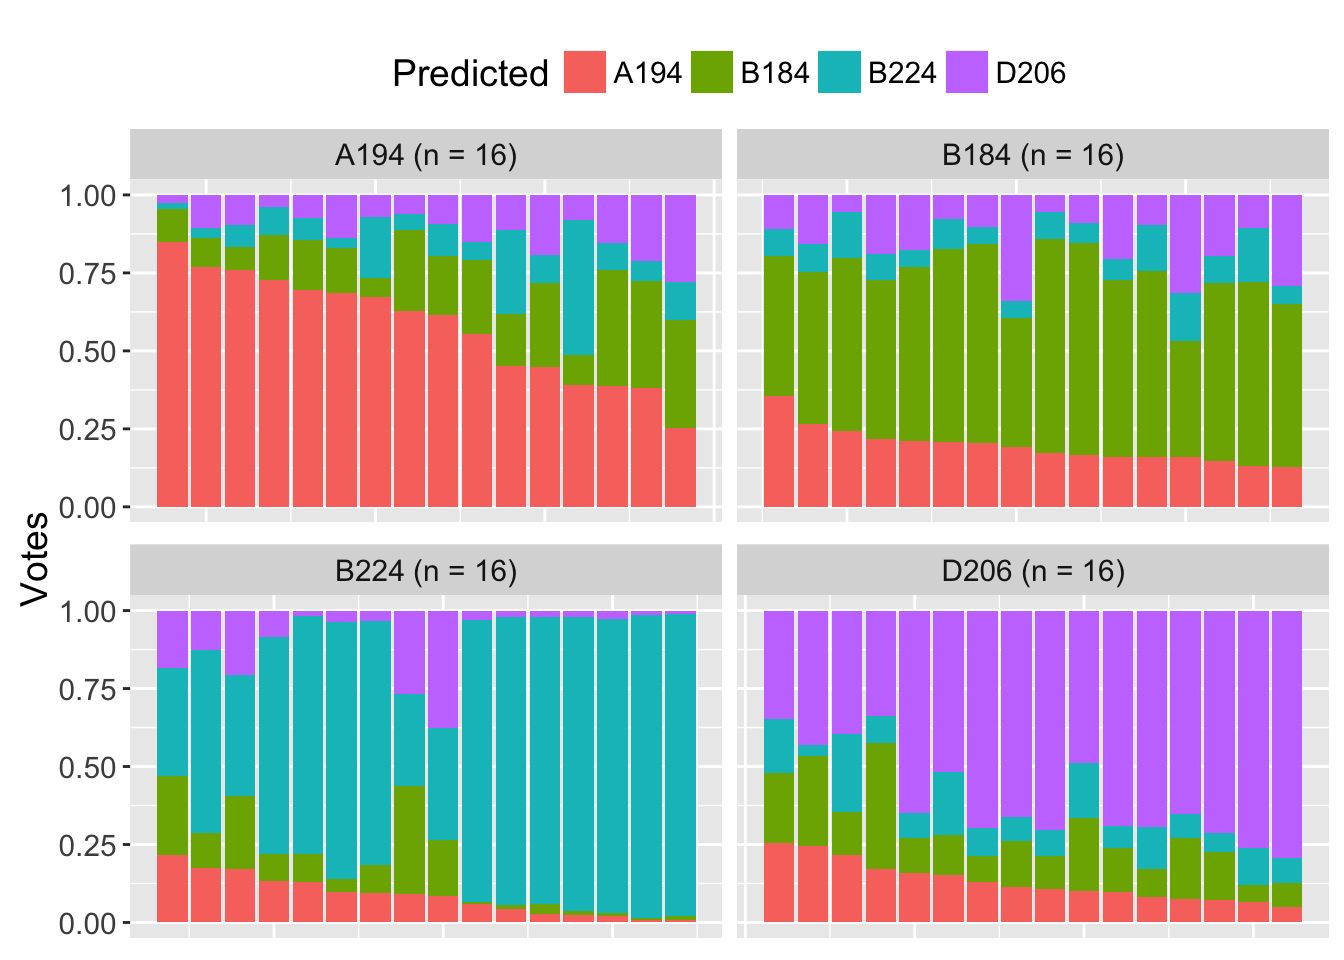 Predicted A194 B184 B224 D206
A194 (n = 16) B184 (n = 16)
1.00
0.75
0.50
0.25
0.00
Votes
B224 (n = 16) D206 (n = 16)
1.00
0.75
0.50
0.25
0.00